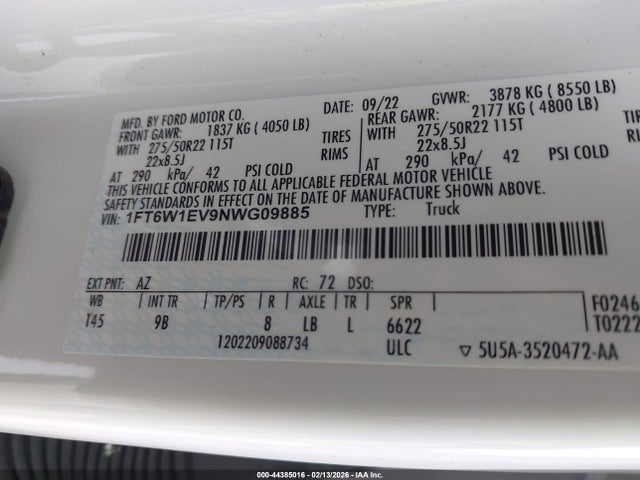 MFD. BY FORD MOTOR CO. DATE: 09/22 GVWR: 3878 KG ( 8550 LB)
FRONT GAWR: 1837 KG ( 4050 LB) REAR GAWR: 2177 KG ( 4800 LB)
WITH 275/50R22 115T TIRES WITH 275/50R22 115T
22x8.5J RIMS 22x8.5J
AT 290 kPa/ 42 PSI COLD AT 290 kPa/ 42 PSI COLD
THIS VEHICLE CONFORMS TO ALL APPLICABLE FEDERAL MOTOR VEHICLE
SAFETY STANDARDS IN EFFECT ON THE DATE OF MANUFACTURE SHOWN ABOVE.
VIN: 1FT6W1EV9NWG09885 TYPE: Truck
EXT PNT: AZ RC: 72 DSO:
WB INT TR TP/PS R AXLE TR SPR F0246
T45 9B 8 LB L 6622 T0222
1202209088734 ULC ▽ 5U5A-3520472-AA
000-44385016 - 02/13/2026 - IAA Inc.